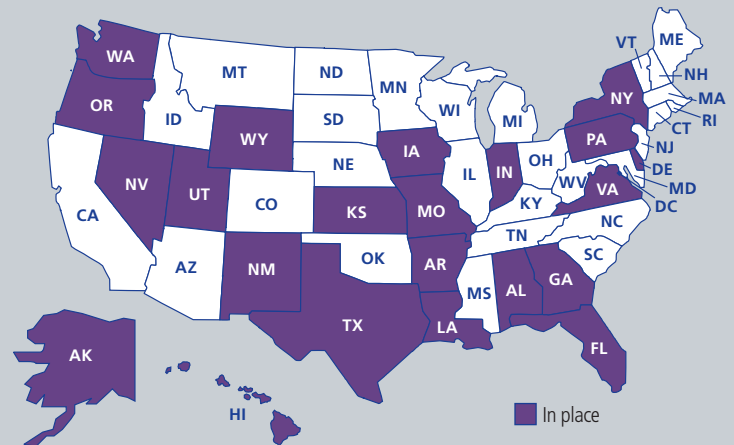 ME
VT
WA
MT
ND
MN
NH
OR
ID
SD
WI
MI
NY
MA
RI
CT
WY
IA
PA
NJ
NE
IL
IN
OH
DE
NV
UT
CO
KS
MO
KY
WV
VA
MD
DC
CA
NC
TN
AZ
NM
OK
AR
SC
MS
AL
GA
TX
LA
FL
AK
HI
In place